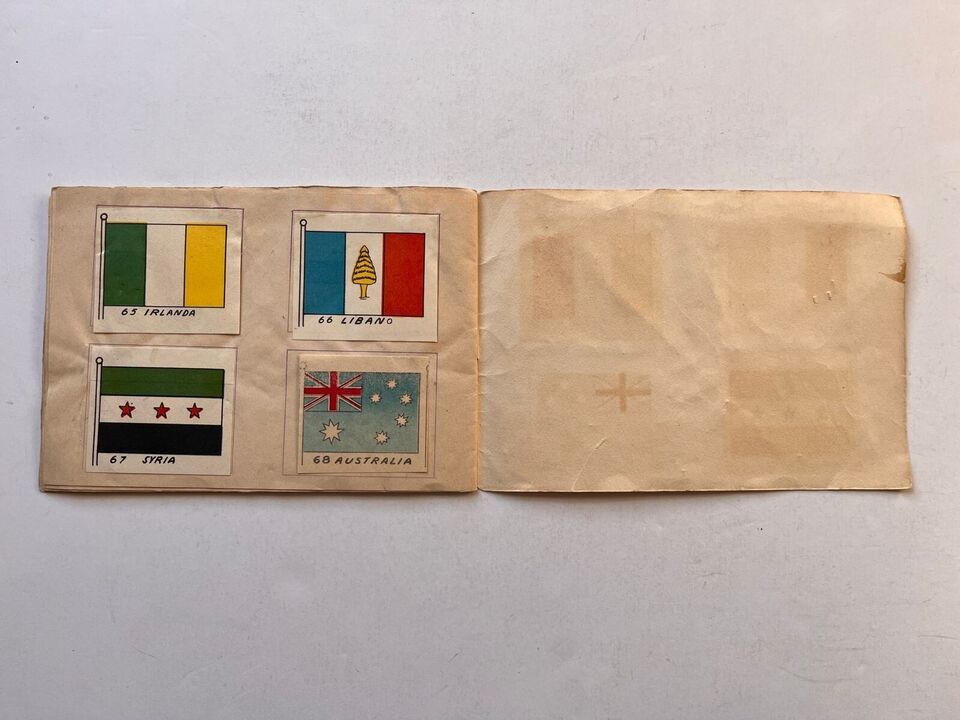 65 IRLANDA
66 LIBANO
67 SYRIA
68 AUSTRALIA